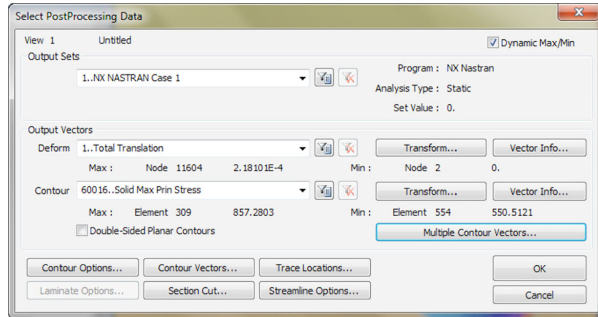 Select PostProcessing Data
View 1 Untitled Dynamic Max/Min
Output Sets
1..NX NASTRAN Case 1
Program : NX Nastran
Analysis Type : Static
Set Value : 0.
Output Vectors
Deform 1..Total Translation Transform... Vector Info...
Max : Node 11604 2.18101E-4 Min : Node 2 0.
Contour 60016..Solid Max Prin Stress Transform... Vector Info...
Max : Element 309 857.2803 Min : Element 554 550.5121
Double-Sided Planar Contours Multiple Contour Vectors...
Contour Options... Contour Vectors... Trace Locations... OK
Laminate Options... Section Cut... Streamline Options... Cancel